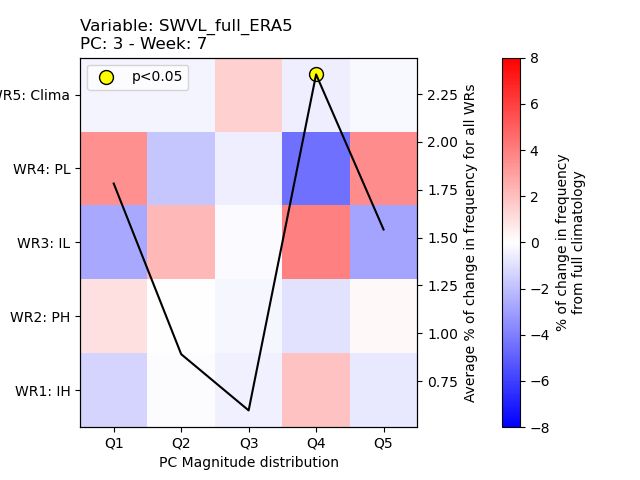 Variable: SWVL_full_ERA5
PC: 3 - Week: 7
p<0.05
WR5: Clima
WR4: PL
WR3: IL
WR2: PH
WR1: IH
Q1 Q2 Q3 Q4 Q5
PC Magnitude distribution
2.25
2.00
1.75
1.50
1.25
1.00
0.75
Average % of change in frequency for all WRs
8
6
4
2
0
−2
−4
−6
−8
% of change in frequency
from full climatology